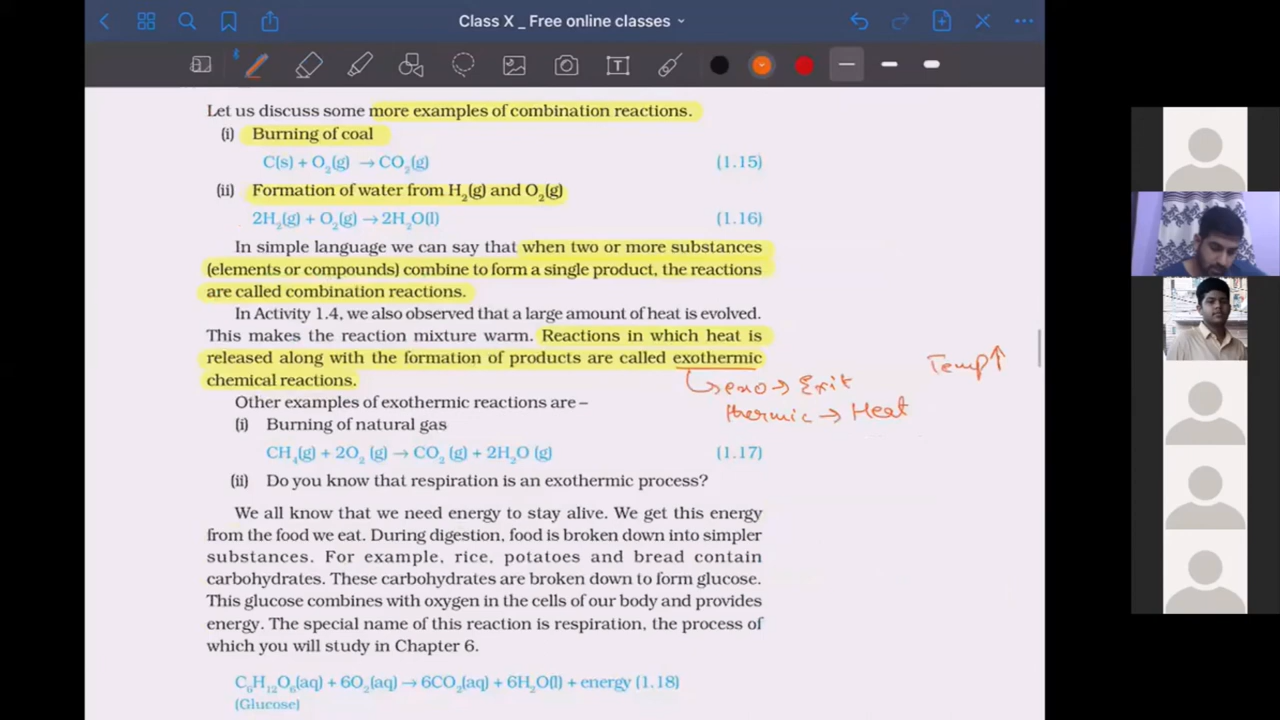 Class X _ Free online classes
Let us discuss some more examples of combination reactions.
(i) Burning of coal
C(s) + O₂(g) → CO₂(g) (1.15)
(ii) Formation of water from H₂(g) and O₂(g)
2H₂(g) + O₂(g) → 2H₂O(l) (1.16)
In simple language we can say that when two or more substances
(elements or compounds) combine to form a single product, the reactions
are called combination reactions.
In Activity 1.4, we also observed that a large amount of heat is evolved.
This makes the reaction mixture warm. Reactions in which heat is
released along with the formation of products are called exothermic
chemical reactions.
Temp↑
exo → Exit
thermic → Heat
Other examples of exothermic reactions are –
(i) Burning of natural gas
CH₄(g) + 2O₂ (g) → CO₂ (g) + 2H₂O (g) (1.17)
(ii) Do you know that respiration is an exothermic process?
We all know that we need energy to stay alive. We get this energy
from the food we eat. During digestion, food is broken down into simpler
substances. For example, rice, potatoes and bread contain
carbohydrates. These carbohydrates are broken down to form glucose.
This glucose combines with oxygen in the cells of our body and provides
energy. The special name of this reaction is respiration, the process of
which you will study in Chapter 6.
C₆H₁₂O₆(aq) + 6O₂(aq) → 6CO₂(aq) + 6H₂O(l) + energy (1.18)
(Glucose)